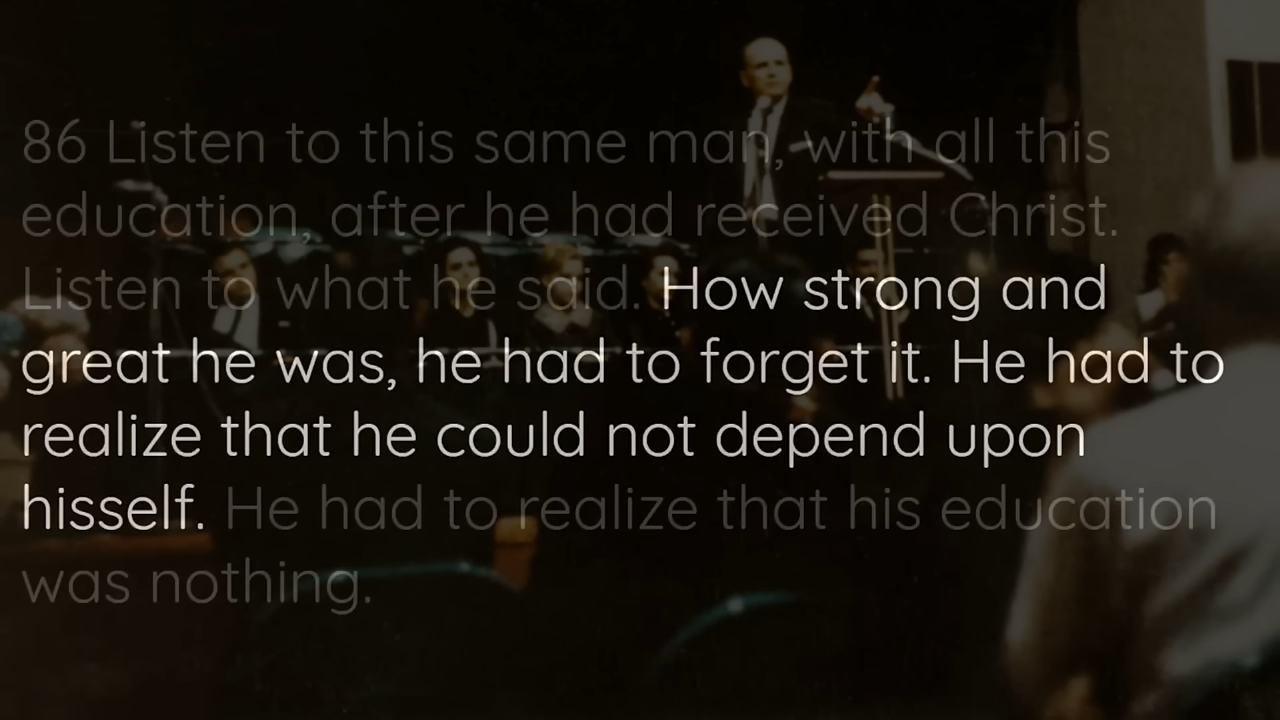 86 Listen to this same man, with all this
education, after he had received Christ.
Listen to what he said. How strong and
great he was, he had to forget it. He had to
realize that he could not depend upon
hisself. He had to realize that his education
was nothing.